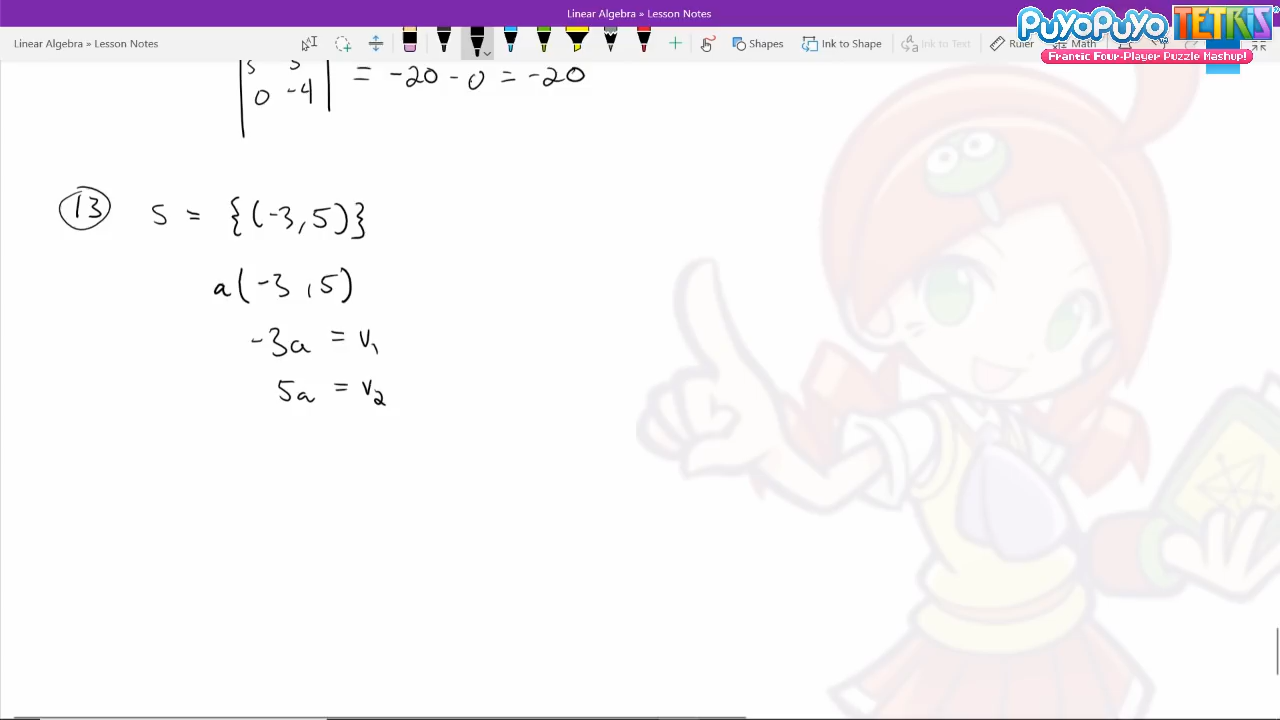 Linear Algebra » Lesson Notes
PUYOPUYO TETRIS
Frantic Four-Player Puzzle Mashup!
Linear Algebra » Lesson Notes
Shapes Ink to Shape Ink to Text Ruler Math
= -20 - 0 = -20
0 -4
13 S = {(-3, 5)}
a(-3, 5)
-3a = v₁
5a = v₂